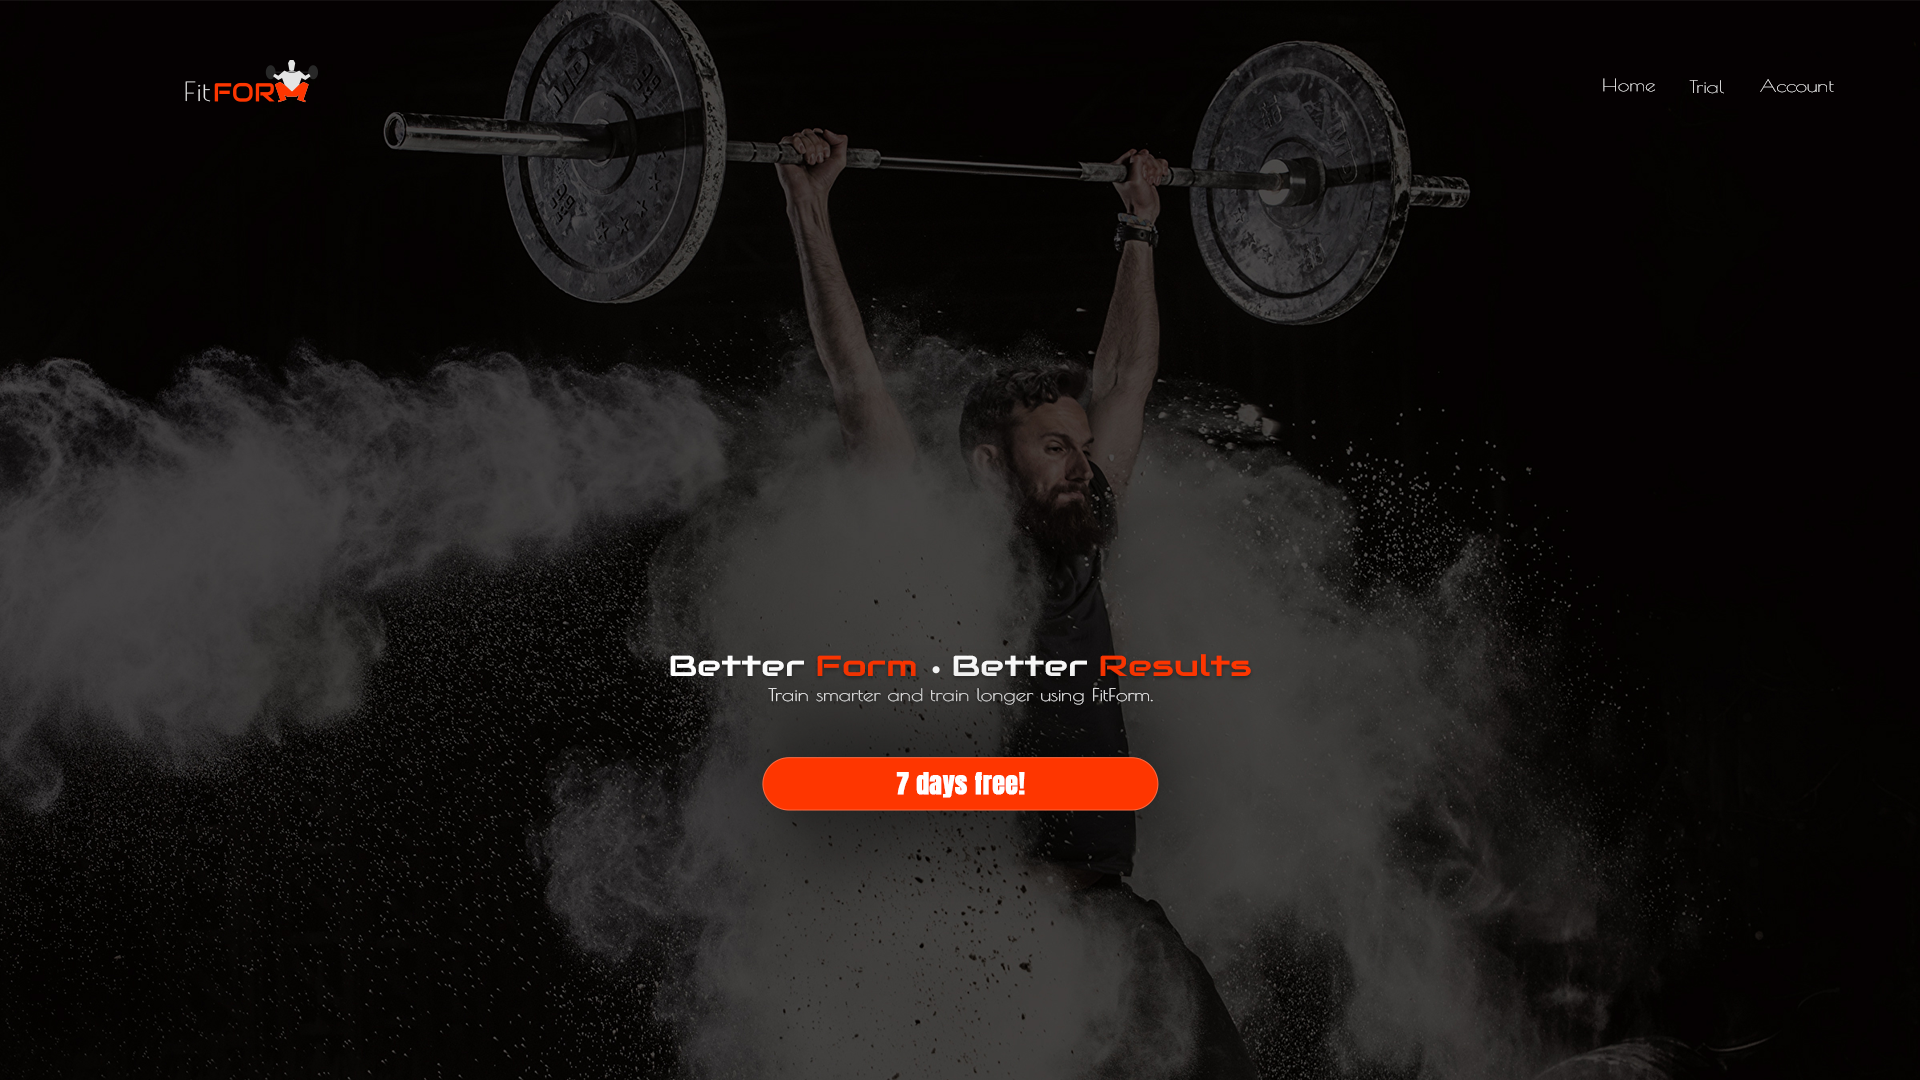 FitFORM
Home Trial Account
Better Form • Better Results
Train smarter and train longer using FitForm.
7 days free!